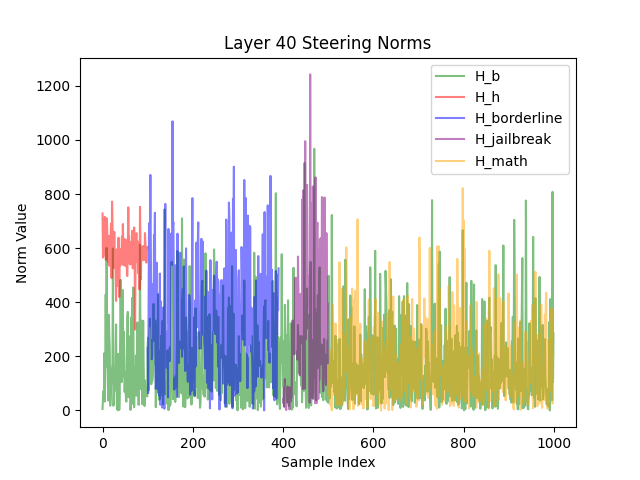 Layer 40 Steering Norms
Norm Value
1200
1000
800
600
400
200
0
H_b
H_h
H_borderline
H_jailbreak
H_math
0
200
400
600
800
1000
Sample Index